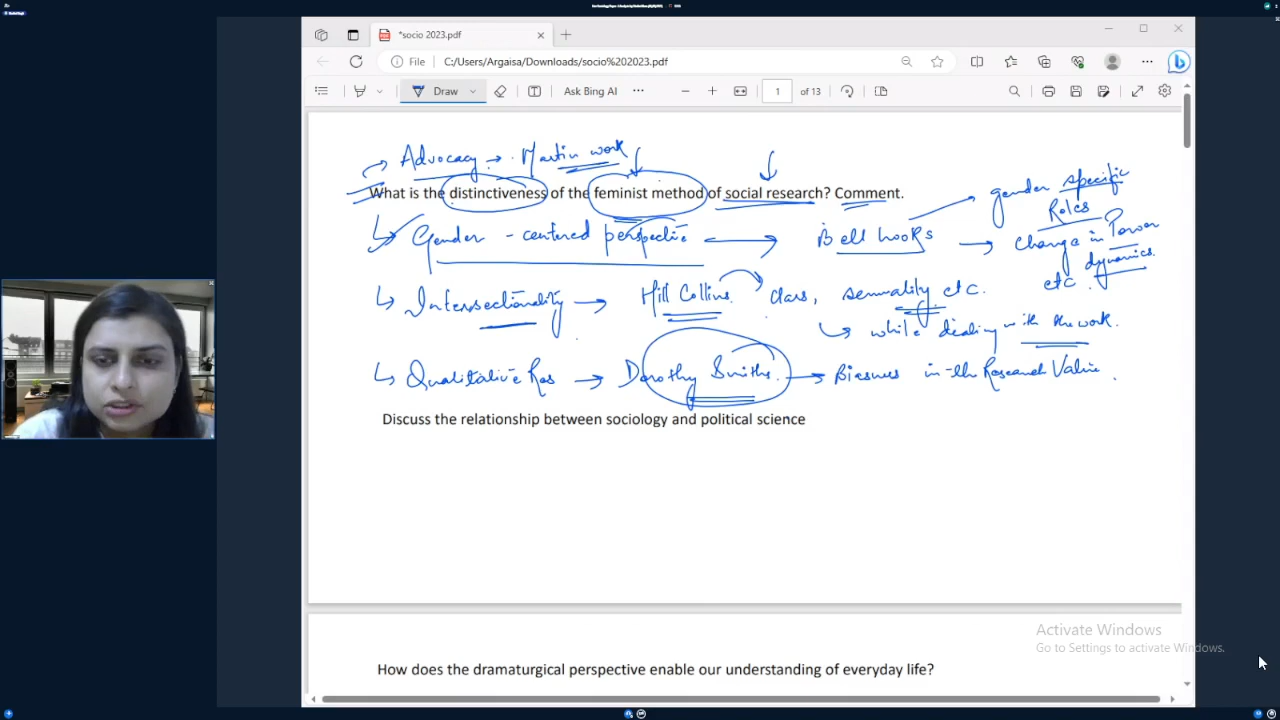 *socio 2023.pdf
File C:/Users/Argaisa/Downloads/socio%202023.pdf
Draw Ask Bing AI 1 of 13
Advocacy → Martin work
What is the distinctiveness of the feminist method of social research? Comment.
gender specific Roles
Gender - centered perspective → Bell hooks → change in Power dynamics. etc.
Intersectionality → Hill Collins. class, sexuality etc.
while dealing with the work.
Qualitative Res → Dorothy Smiths. → Biasnes in the Research Value.
Discuss the relationship between sociology and political science
Activate Windows
Go to Settings to activate Windows.
How does the dramaturgical perspective enable our understanding of everyday life?